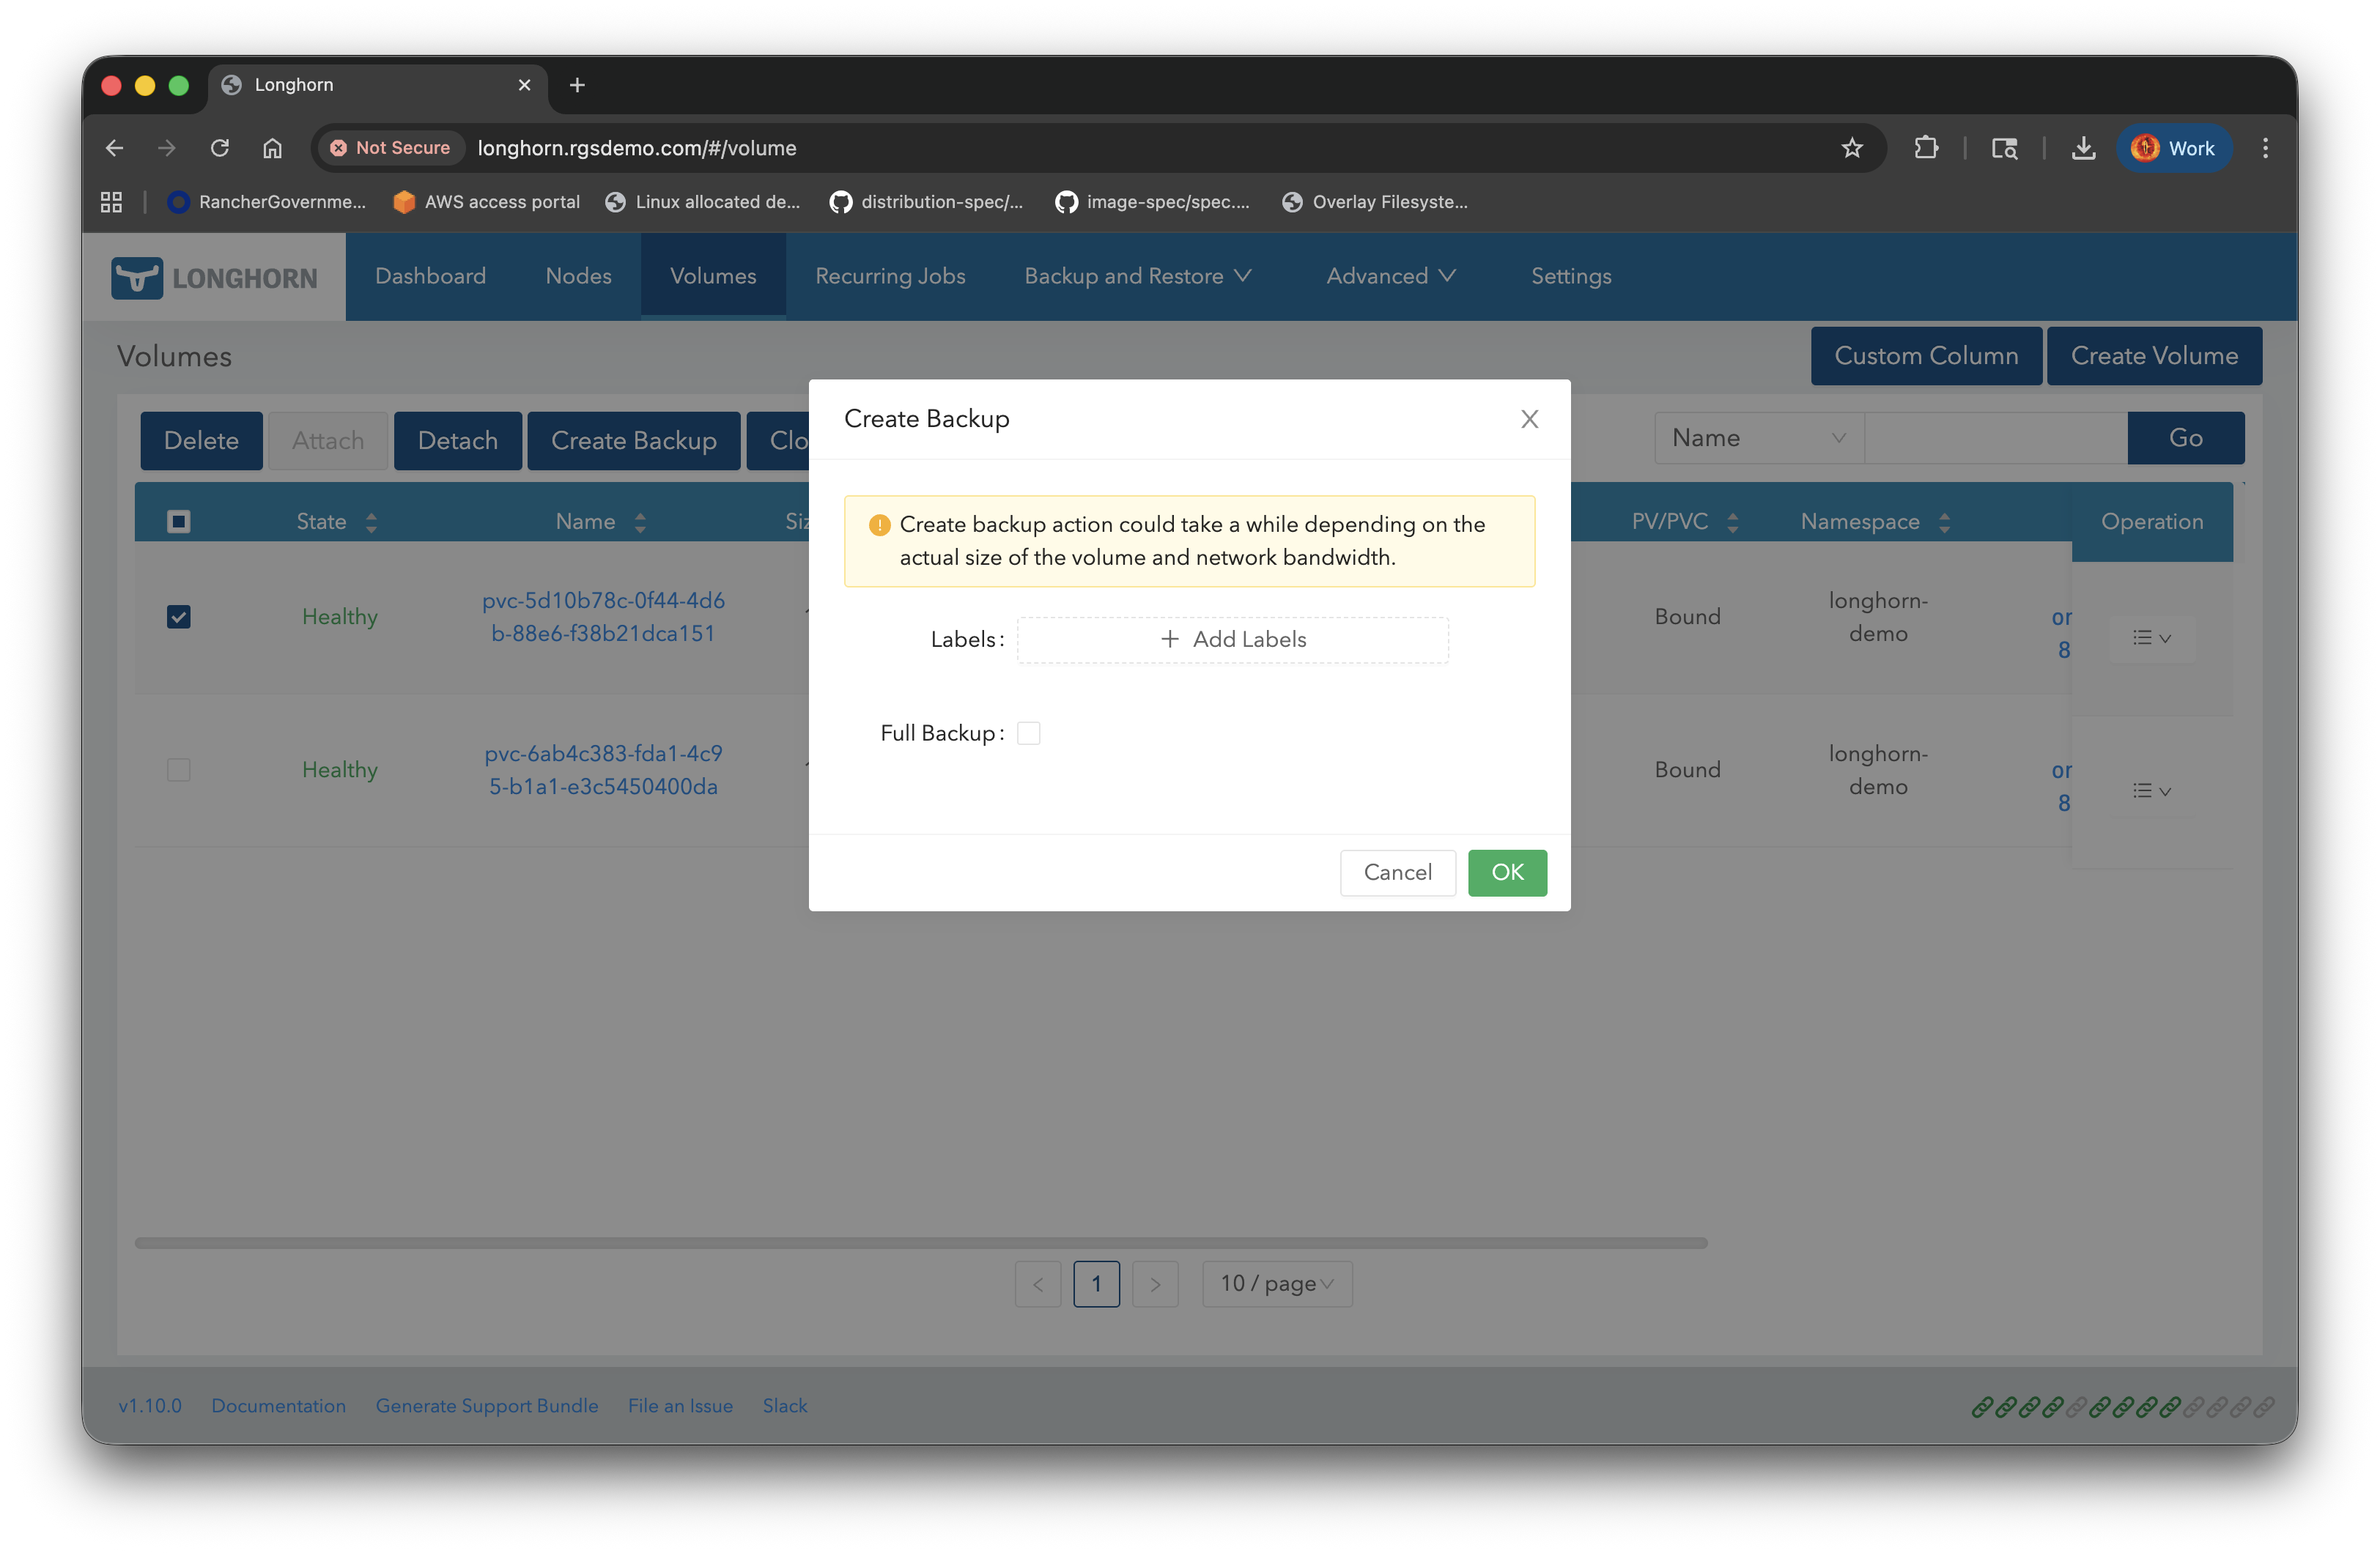 Longhorn
Not Secure longhorn.rgsdemo.com/#/volume Work
RancherGovernme... AWS access portal Linux allocated de... distribution-spec/... image-spec/spec.... Overlay Filesyste...
LONGHORN Dashboard Nodes Volumes Recurring Jobs Backup and Restore Advanced Settings
Volumes Custom Column Create Volume
Delete Attach Detach Create Backup Clo Name Go
State Name Siz PV/PVC Namespace Operation
Healthy pvc-5d10b78c-0f44-4d6 Bound longhorn- or
b-88e6-f38b21dca151 demo 8
Healthy pvc-6ab4c383-fda1-4c9 Bound longhorn- or
5-b1a1-e3c5450400da demo 8
Create Backup
Create backup action could take a while depending on the
actual size of the volume and network bandwidth.
Labels: + Add Labels
Full Backup:
Cancel OK
< 1 > 10 / page
v1.10.0 Documentation Generate Support Bundle File an Issue Slack